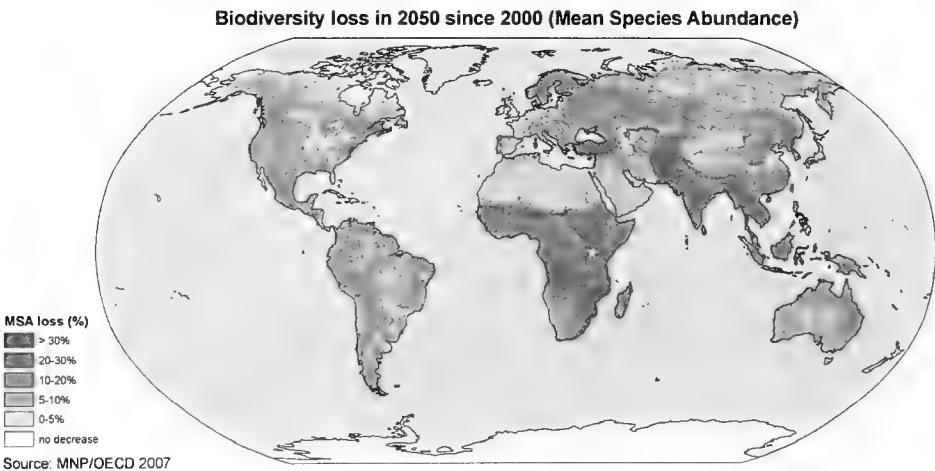 Biodiversity loss in 2050 since 2000 (Mean Species Abundance)
MSA loss (%)
> 30%
20-30%
10-20%
5-10%
0-5%
no decrease
Source: MNP/OECD 2007